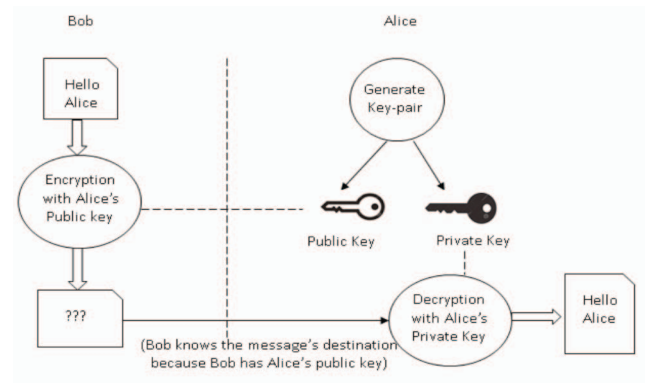 Bob
Alice
Hello
Alice
Generate
Key-pair
Encryption
with Alice's
Public key
Public Key
Private Key
???
Decryption
with Alice's
Private Key
Hello
Alice
(Bob knows the message's destination
because Bob has Alice's public key)